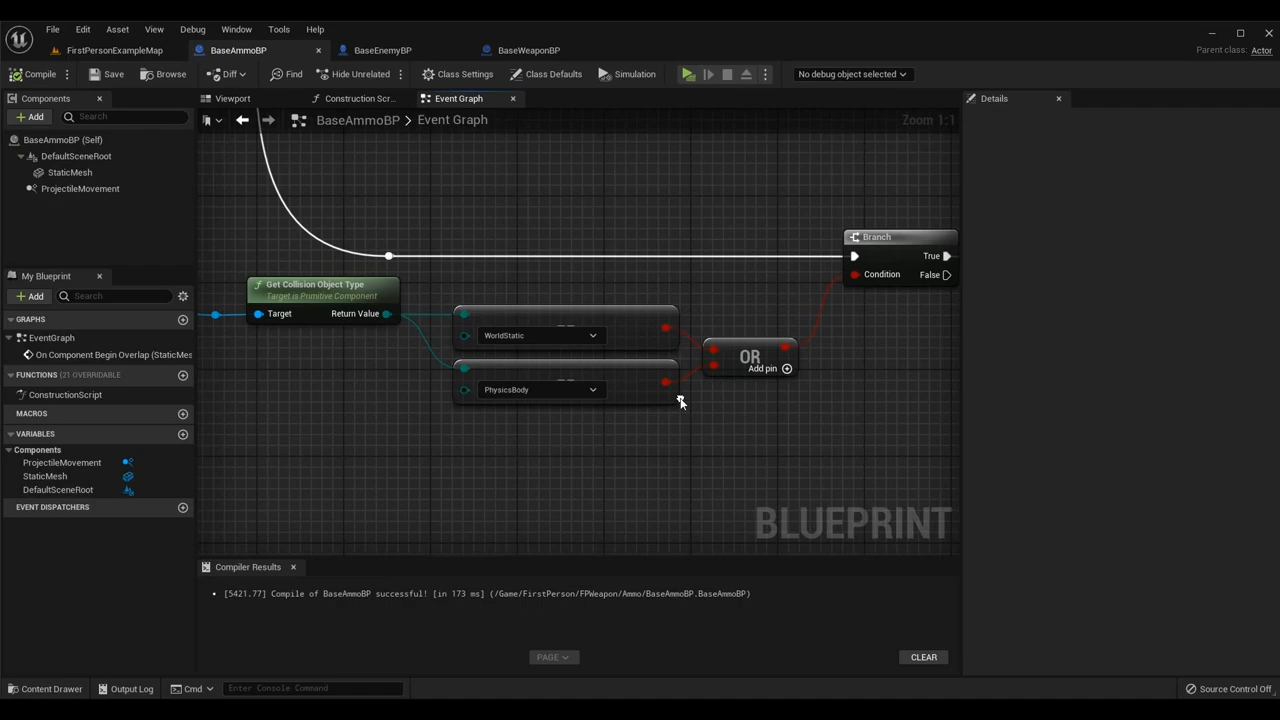 File Edit Asset View Debug Window Tools Help
FirstPersonExampleMap BaseAmmoBP BaseEnemyBP BaseWeaponBP Parent class: Actor
Compile Save Browse Diff Find Hide Unrelated Class Settings Class Defaults Simulation No debug object selected
Components
Add Search
BaseAmmoBP (Self)
DefaultSceneRoot
StaticMesh
ProjectileMovement
My Blueprint
Add Search
GRAPHS
EventGraph
On Component Begin Overlap (StaticMes
FUNCTIONS (21 OVERRIDABLE)
ConstructionScript
MACROS
VARIABLES
Components
ProjectileMovement
StaticMesh
DefaultSceneRoot
EVENT DISPATCHERS
Viewport Construction Scr... Event Graph
BaseAmmoBP > Event Graph Zoom 1:1
Get Collision Object Type
Target is Primitive Component
Target Return Value
==
WorldStatic
==
PhysicsBody
OR
Add pin
Branch
True
Condition False
BLUEPRINT
Compiler Results
[5421.77] Compile of BaseAmmoBP successful! [in 173 ms] (/Game/FirstPerson/FPWeapon/Ammo/BaseAmmoBP.BaseAmmoBP)
PAGE CLEAR
Details
Content Drawer Output Log Cmd Enter Console Command Source Control Off